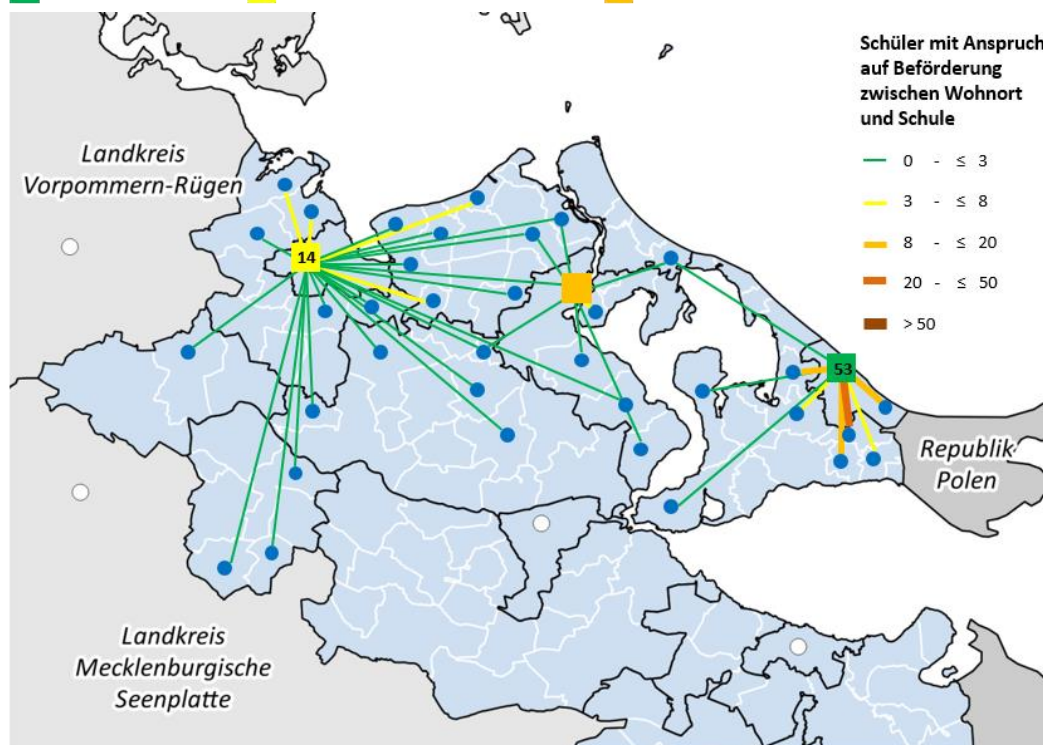 Schüler mit Anspruch
auf Beförderung
zwischen Wohnort
und Schule
0 - ≤ 3
3 - ≤ 8
8 - ≤ 20
20 - ≤ 50
> 50
Landkreis
Vorpommern-Rügen
14
53
Republik
Polen
Landkreis
Mecklenburgische
Seenplatte